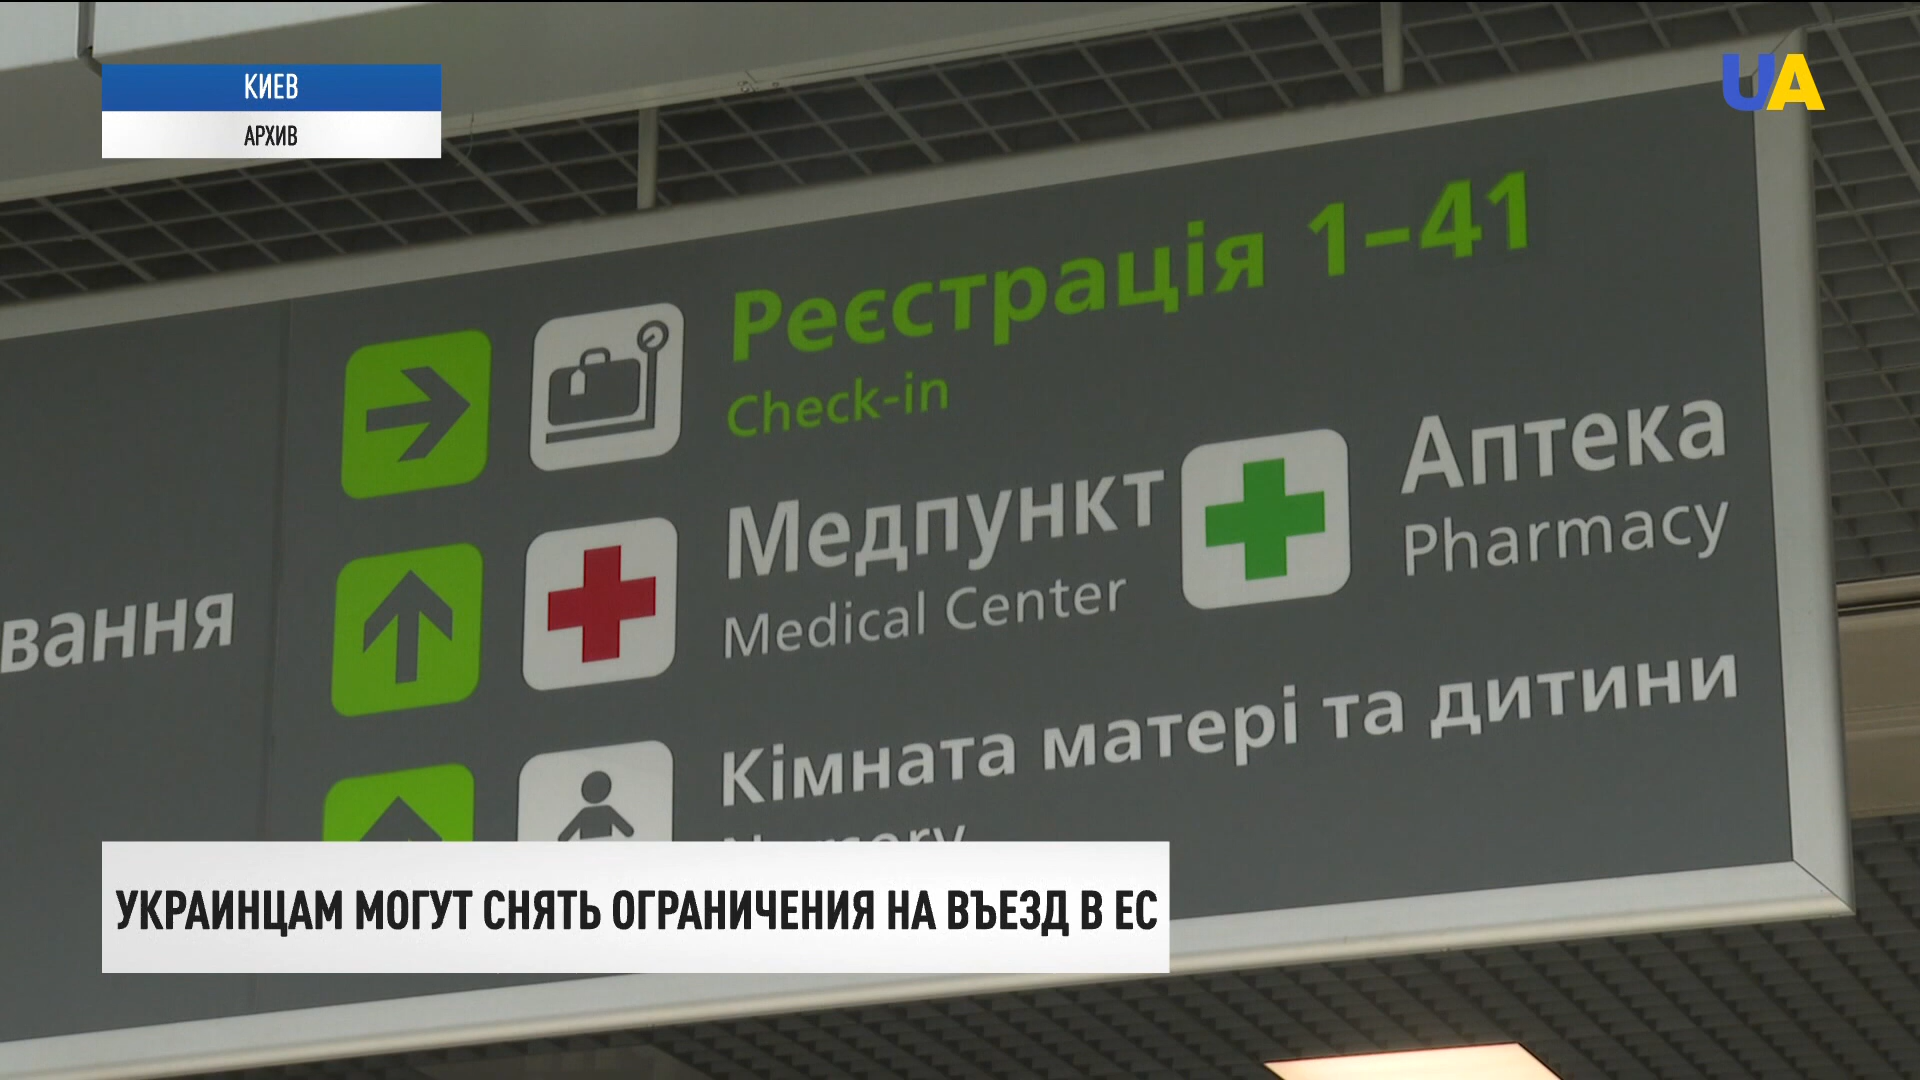 КИЕВ
АРХИВ
UA
Реєстрація 1–41
Check-in
Медпункт
Medical Center
Аптека
Pharmacy
вання
Кімната матері та дитини
Nursery
УКРАИНЦАМ МОГУТ СНЯТЬ ОГРАНИЧЕНИЯ НА ВЪЕЗД В ЕС